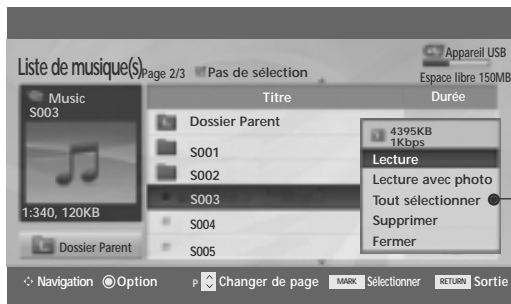 Appareil USB
Liste de musique(s) Page 2/3 Pas de sélection
Espace libre 150MB
Music
S003
Titre
Durée
Dossier Parent
S001
S002
S003
S004
S005
4395KB
1Kbps
Lecture
Lecture avec photo
Tout sélectionner
Supprimer
Fermer
1:340, 120KB
Dossier Parent
Navigation Option P Changer de page MARK Sélectionner RETURN Sortie